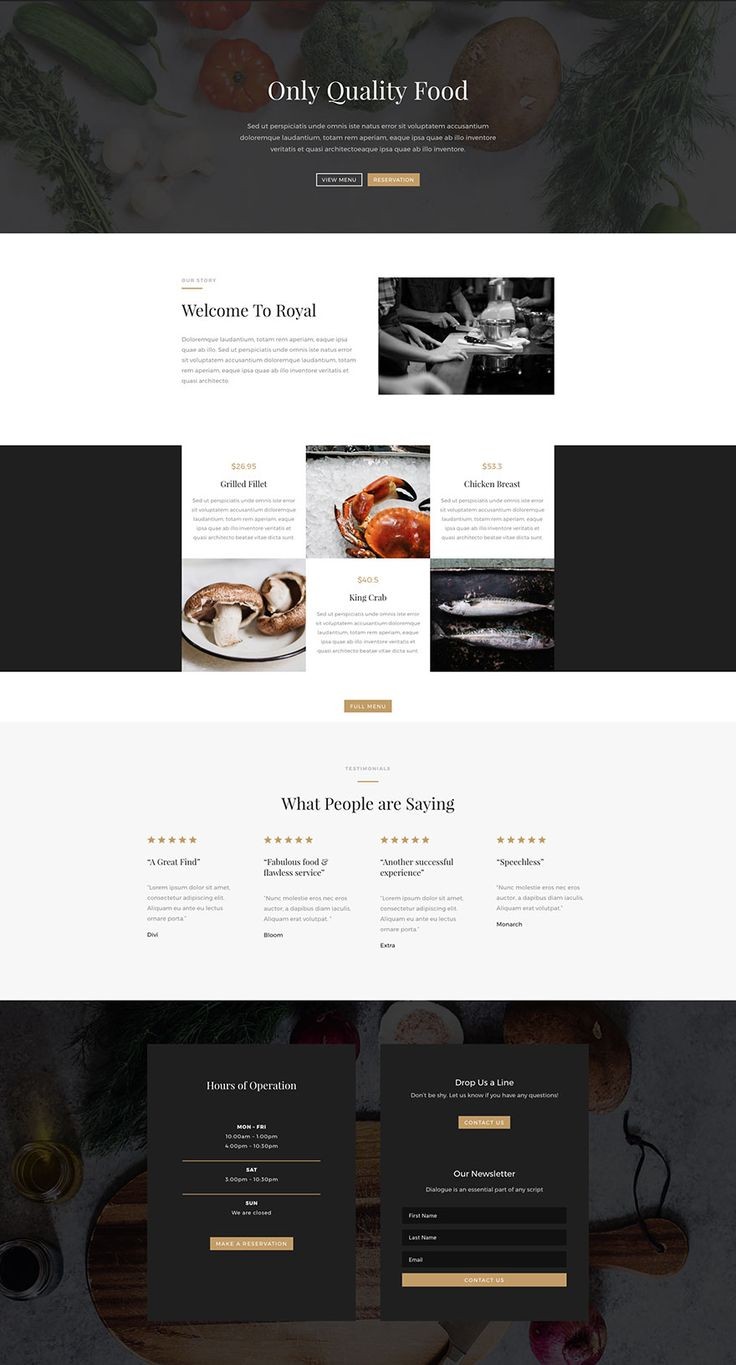 Only Quality Food
Sed ut perspiciatis unde omnis iste natus error sit voluptatem accusantium
doloremque laudantium, totam rem aperiam, eaque ipsa quae ab illo inventore
veritatis et quasi architectoeaque ipsa quae ab illo inventore.
VIEW MENU
RESERVATION
OUR STORY
Welcome To Royal
Doloremque laudantium, totam rem aperiam, eaque ipsa
quae ab illo. Sed ut perspiciatis unde omnis iste natus error
sit voluptatem accusantium doloremque laudantium, totam
rem aperiam, eaque ipsa quae ab illo inventore veritatis et
quasi architecto.
$26.95
Grilled Fillet
Sed ut perspiciatis unde omnis iste error
sit voluptatem accusantium doloremque
laudantium, totam rem aperiam, eaque
ipsa quae ab illo inventore veritatis et
quasi architecto beatae vitae dicta sunt
$53.3
Chicken Breast
Sed ut perspiciatis unde omnis iste error
sit voluptatem accusantium doloremque
laudantium, totam rem aperiam, eaque
ipsa quae ab illo inventore veritatis et
quasi architecto beatae vitae dicta sunt
$40.5
King Crab
Sed ut perspiciatis unde omnis iste error
sit voluptatem accusantium doloremque
laudantium, totam rem aperiam, eaque
ipsa quae ab illo inventore veritatis et
quasi architecto beatae vitae dicta sunt
FULL MENU
TESTIMONIALS
What People are Saying
“A Great Find”
"Lorem ipsum dolor sit amet,
consectetur adipiscing elit.
Aliquam eu ante eu lectus
ornare porta."
Divi
“Fabulous food &
flawless service”
"Nunc molestie eros nec eros
auctor, a dapibus diam iaculis.
Aliquam erat volutpat. "
Bloom
“Another successful
experience”
"Lorem ipsum dolor sit amet,
consectetur adipiscing elit.
Aliquam eu ante eu lectus
ornare porta."
Extra
“Speechless”
"Nunc molestie eros nec eros
auctor, a dapibus diam iaculis.
Aliquam erat volutpat."
Monarch
Hours of Operation
MON - FRI
10:00am - 1:00pm
4:00pm - 10:30pm
SAT
3:00pm - 10:30pm
SUN
We are closed
MAKE A RESERVATION
Drop Us a Line
Don't be shy. Let us know if you have any questions!
CONTACT US
Our Newsletter
Dialogue is an essential part of any script
First Name
Last Name
Email
CONTACT US